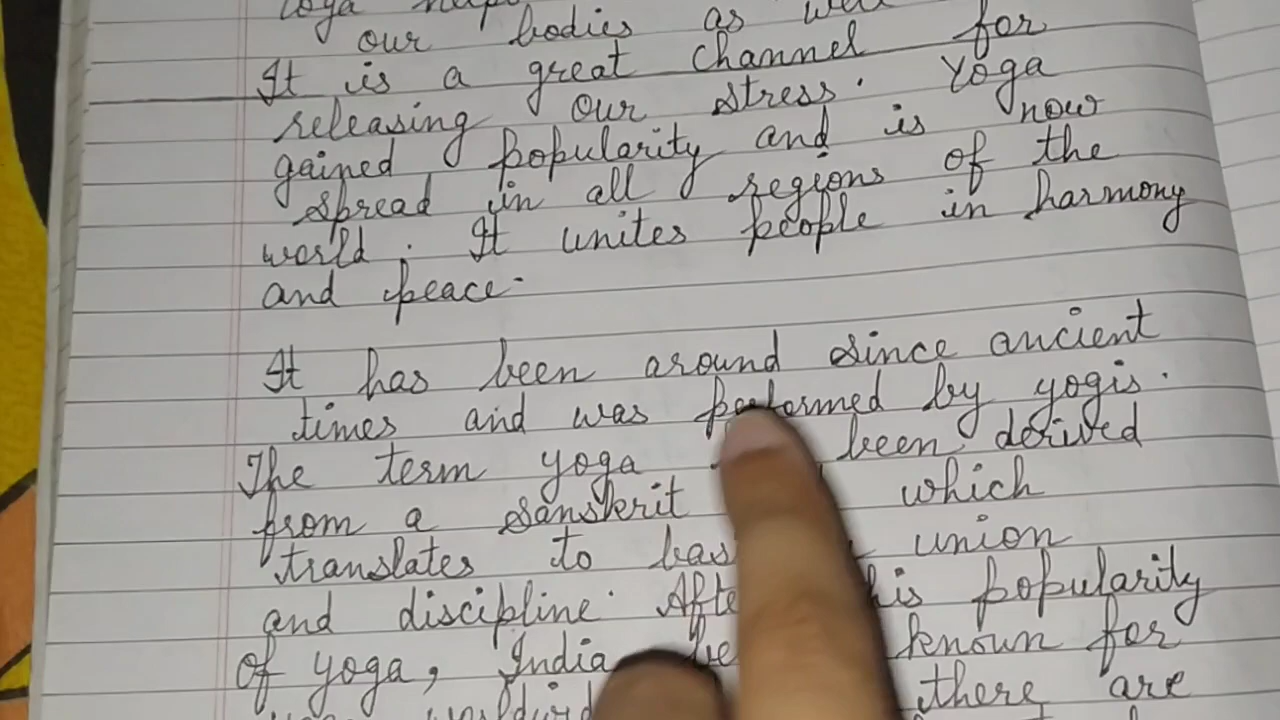 Yoga
our bodies as well
It is a great channel for
releasing our stress. Yoga
gained popularity and is now
spread in all regions of the
world. It unites people in harmony
and peace.
It has been around since ancient
times and was performed by yogis.
The term yoga been derived
from a sanskrit which
translates to union
and discipline. popularity
of yoga, India known for
there are